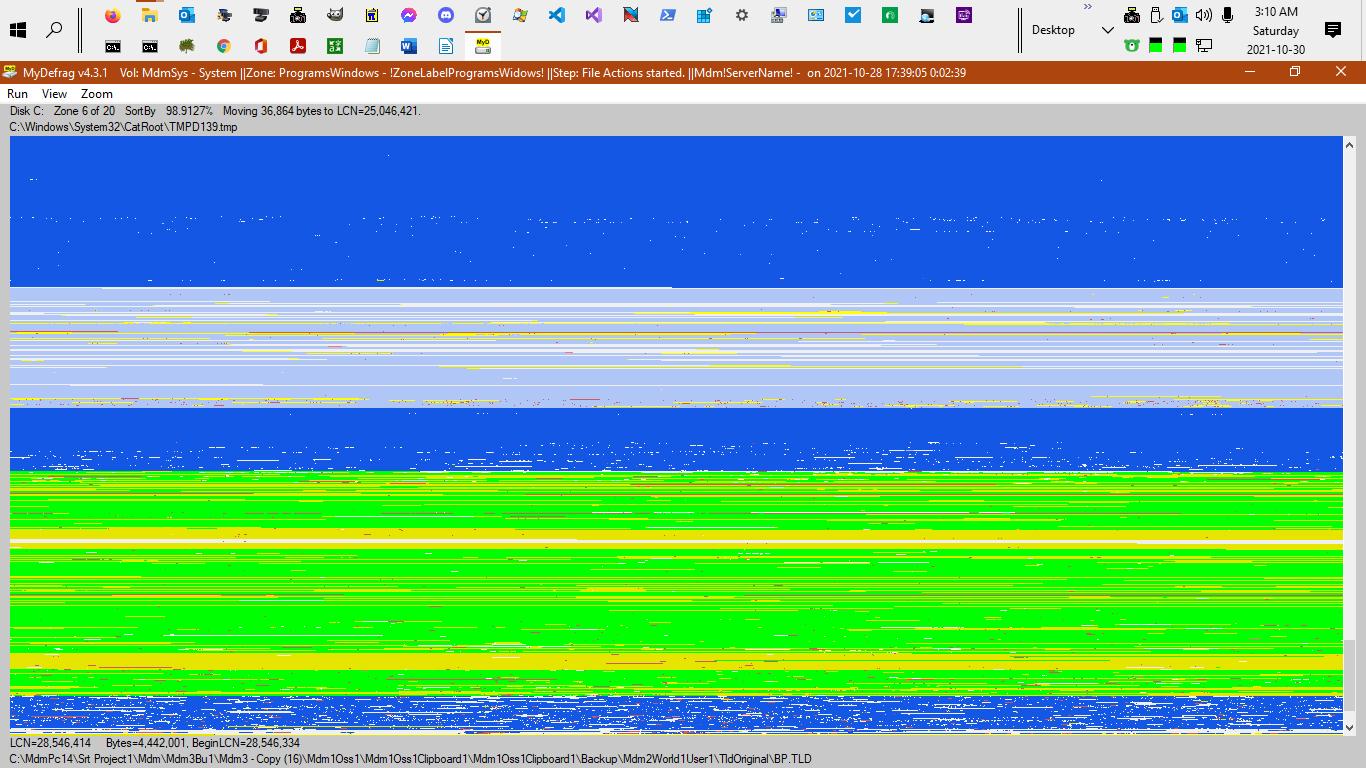 3:10 AM
Desktop
Saturday
2021-10-30
MyD
MyDefrag v4.3.1 Vol: MdmSys - System ||Zone: ProgramsWindows - !ZoneLabelProgramsWidows! ||Step: File Actions started. ||Mdm!ServerName! - on 2021-10-28 17:39:05 0:02:39
Run View Zoom
Disk C: Zone 6 of 20 SortBy 98.9127% Moving 36,864 bytes to LCN=25,046,421.
C:\Windows\System32\CatRoot\TMPD139.tmp
LCN=28,546,414 Bytes=4,442,001, BeginLCN=28,546,334
C:\MdmPc14\Srt Project1\Mdm\Mdm3Bu1\Mdm3 - Copy (16)\Mdm1Oss1\Mdm1Oss1Clipboard1\Mdm1Oss1Clipboard1\Backup\Mdm2World1User1\TldOriginal\BP.TLD